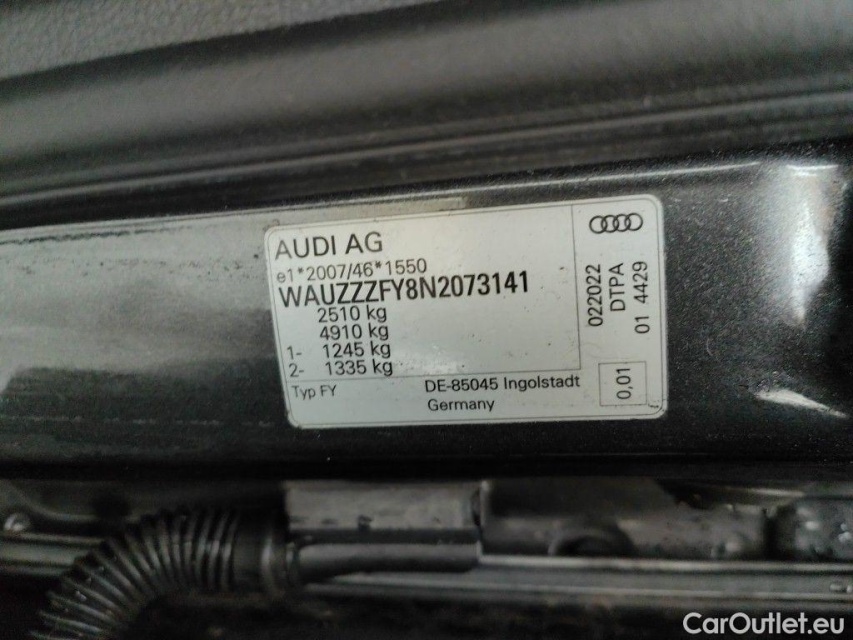 AUDI AG
e1*2007/46*1550
WAUZZZFY8N2073141
2510 kg
4910 kg
1- 1245 kg
2- 1335 kg
Typ FY
DE-85045 Ingolstadt
Germany
022022
DTPA
01 4429
0,01
CarOutlet.eu